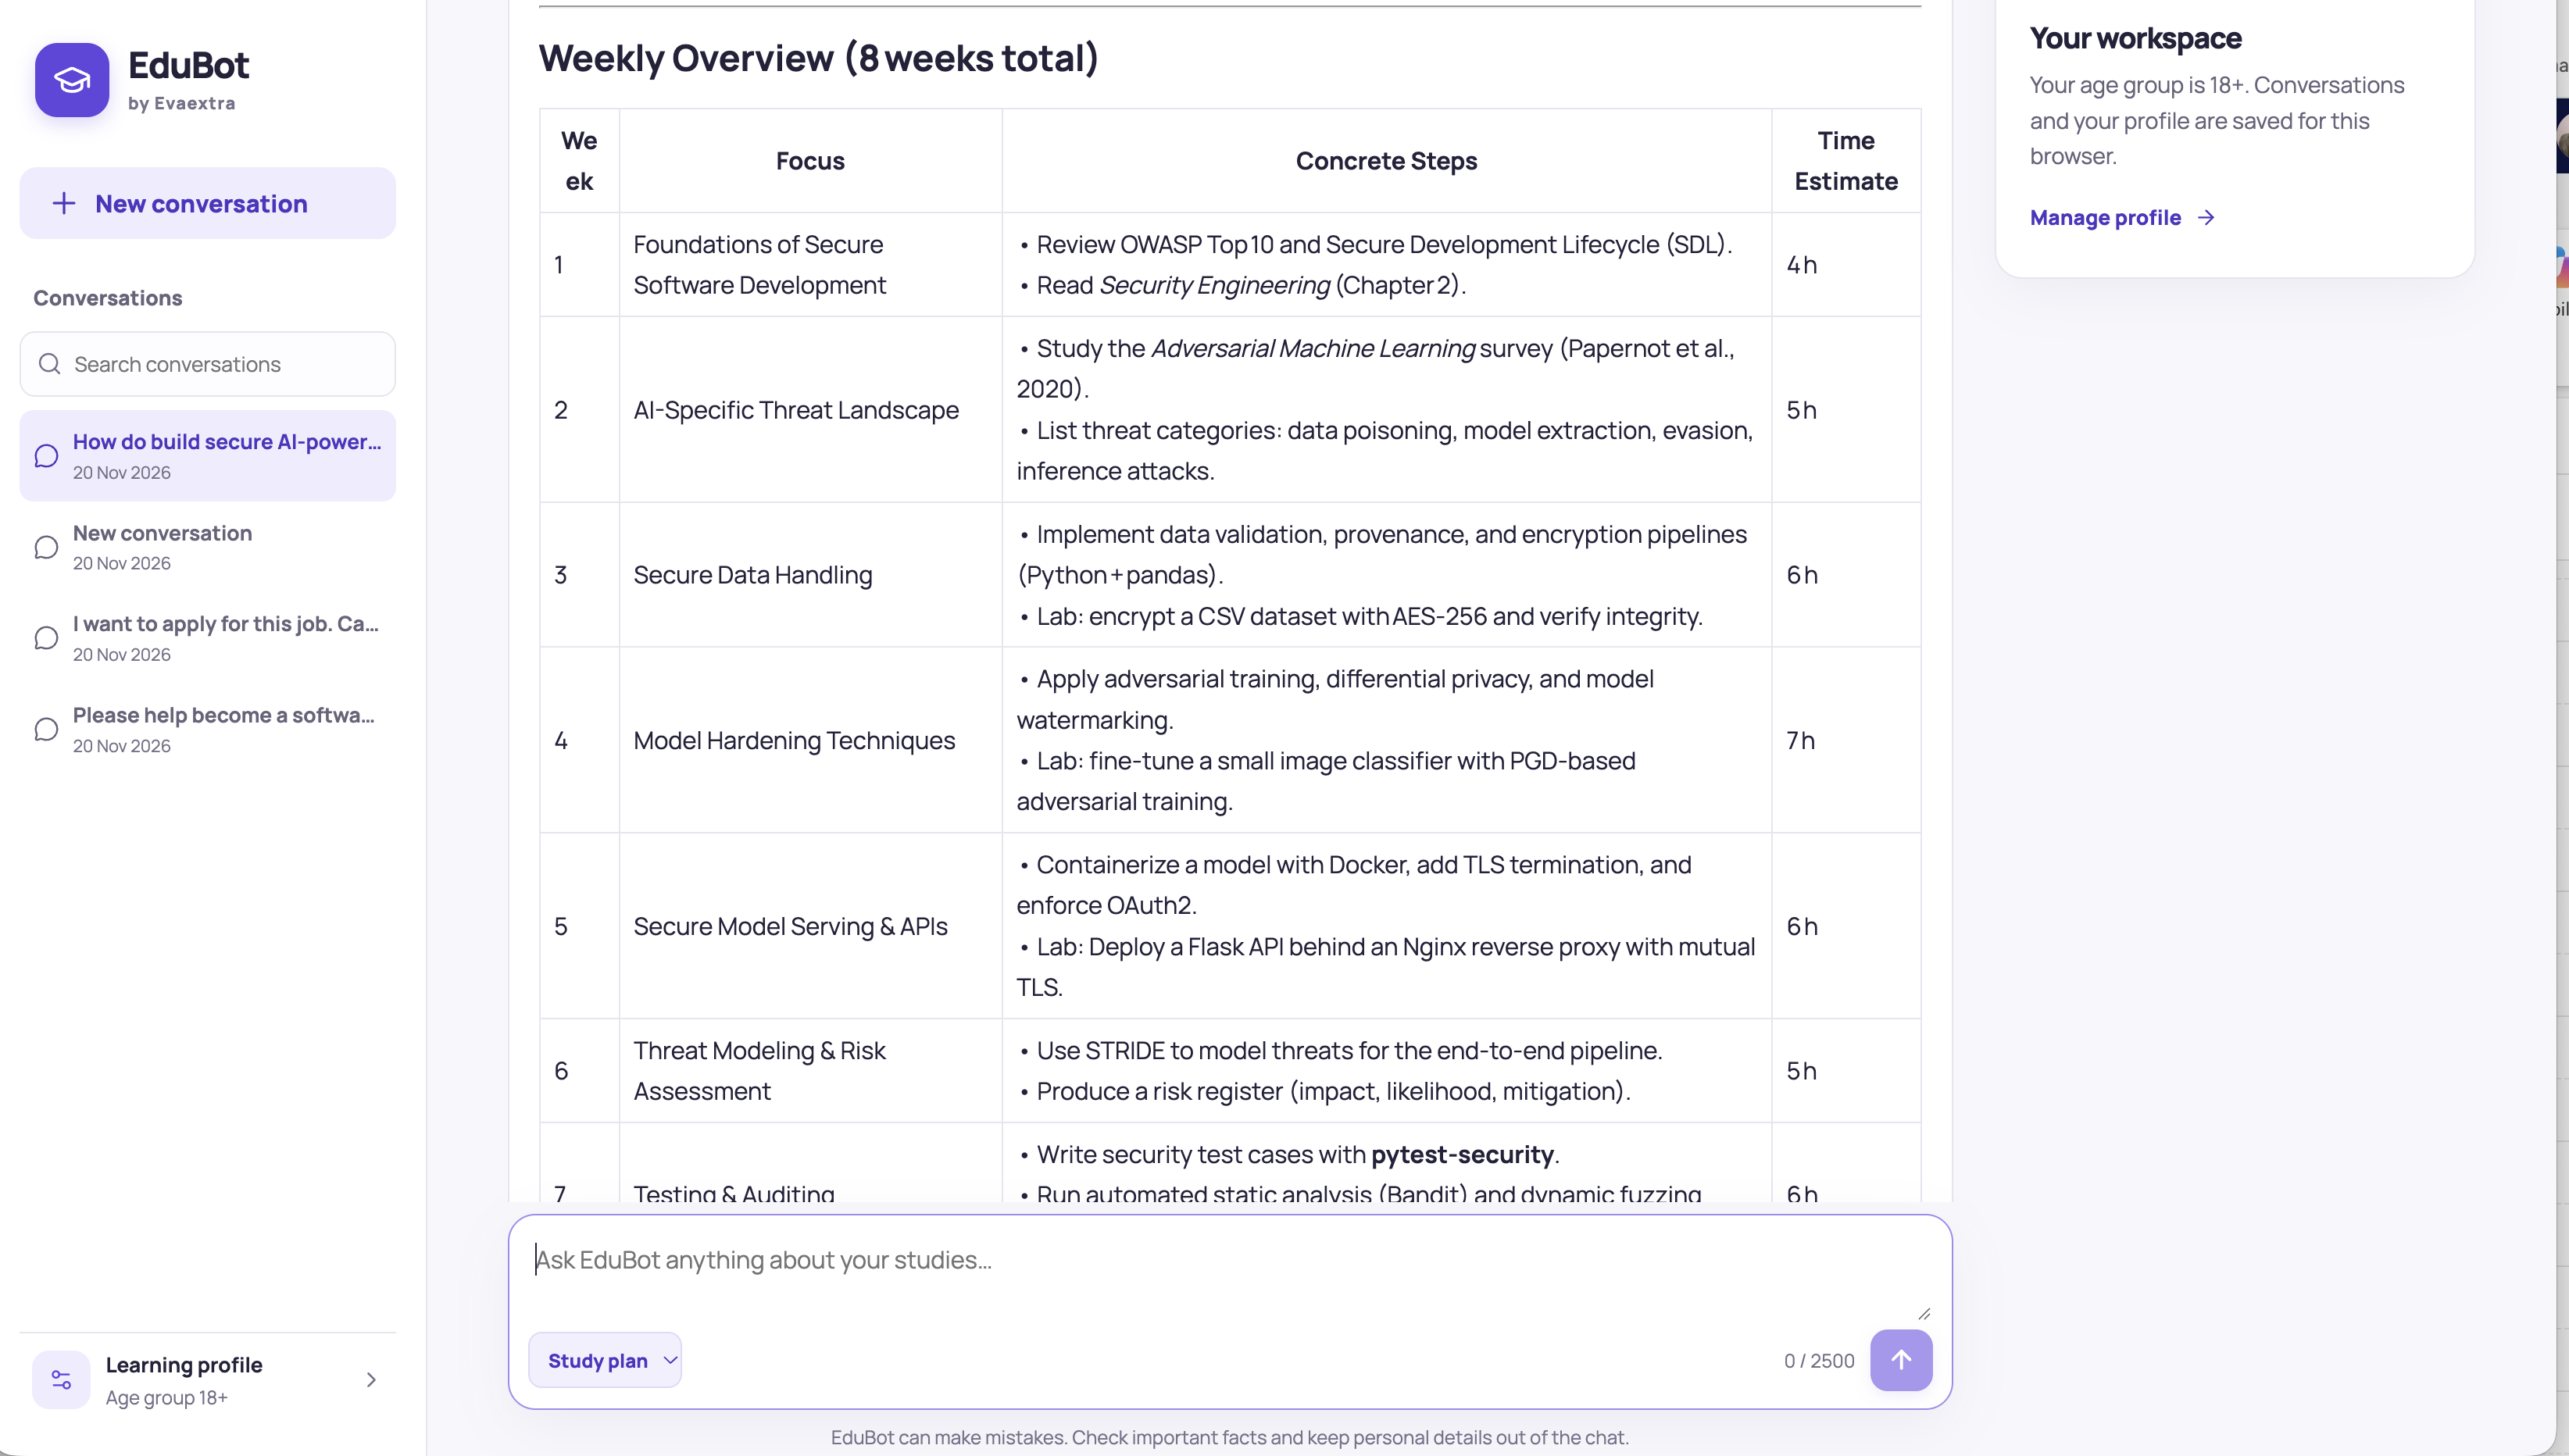 EduBot
by Evaextra
New conversation
Conversations
Search conversations
How do build secure AI-power...
20 Nov 2026
New conversation
20 Nov 2026
I want to apply for this job. Ca...
20 Nov 2026
Please help become a softwa...
20 Nov 2026
Learning profile
Age group 18+
Weekly Overview (8 weeks total)
We
ek
Focus
Concrete Steps
Time
Estimate
1
Foundations of Secure
Software Development
• Review OWASP Top 10 and Secure Development Lifecycle (SDL).
• Read Security Engineering (Chapter 2).
4 h
2
AI-Specific Threat Landscape
• Study the Adversarial Machine Learning survey (Papernot et al.,
2020).
• List threat categories: data poisoning, model extraction, evasion,
inference attacks.
5 h
3
Secure Data Handling
• Implement data validation, provenance, and encryption pipelines
(Python + pandas).
• Lab: encrypt a CSV dataset with AES-256 and verify integrity.
6 h
4
Model Hardening Techniques
• Apply adversarial training, differential privacy, and model
watermarking.
• Lab: fine-tune a small image classifier with PGD-based
adversarial training.
7 h
5
Secure Model Serving & APIs
• Containerize a model with Docker, add TLS termination, and
enforce OAuth2.
• Lab: Deploy a Flask API behind an Nginx reverse proxy with mutual
TLS.
6 h
6
Threat Modeling & Risk
Assessment
• Use STRIDE to model threats for the end-to-end pipeline.
• Produce a risk register (impact, likelihood, mitigation).
5 h
7
Testing & Auditing
• Write security test cases with pytest-security.
• Run automated static analysis (Bandit) and dynamic fuzzing
6 h
Ask EduBot anything about your studies...
Study plan
0 / 2500
EduBot can make mistakes. Check important facts and keep personal details out of the chat.
Your workspace
Your age group is 18+. Conversations
and your profile are saved for this
browser.
Manage profile